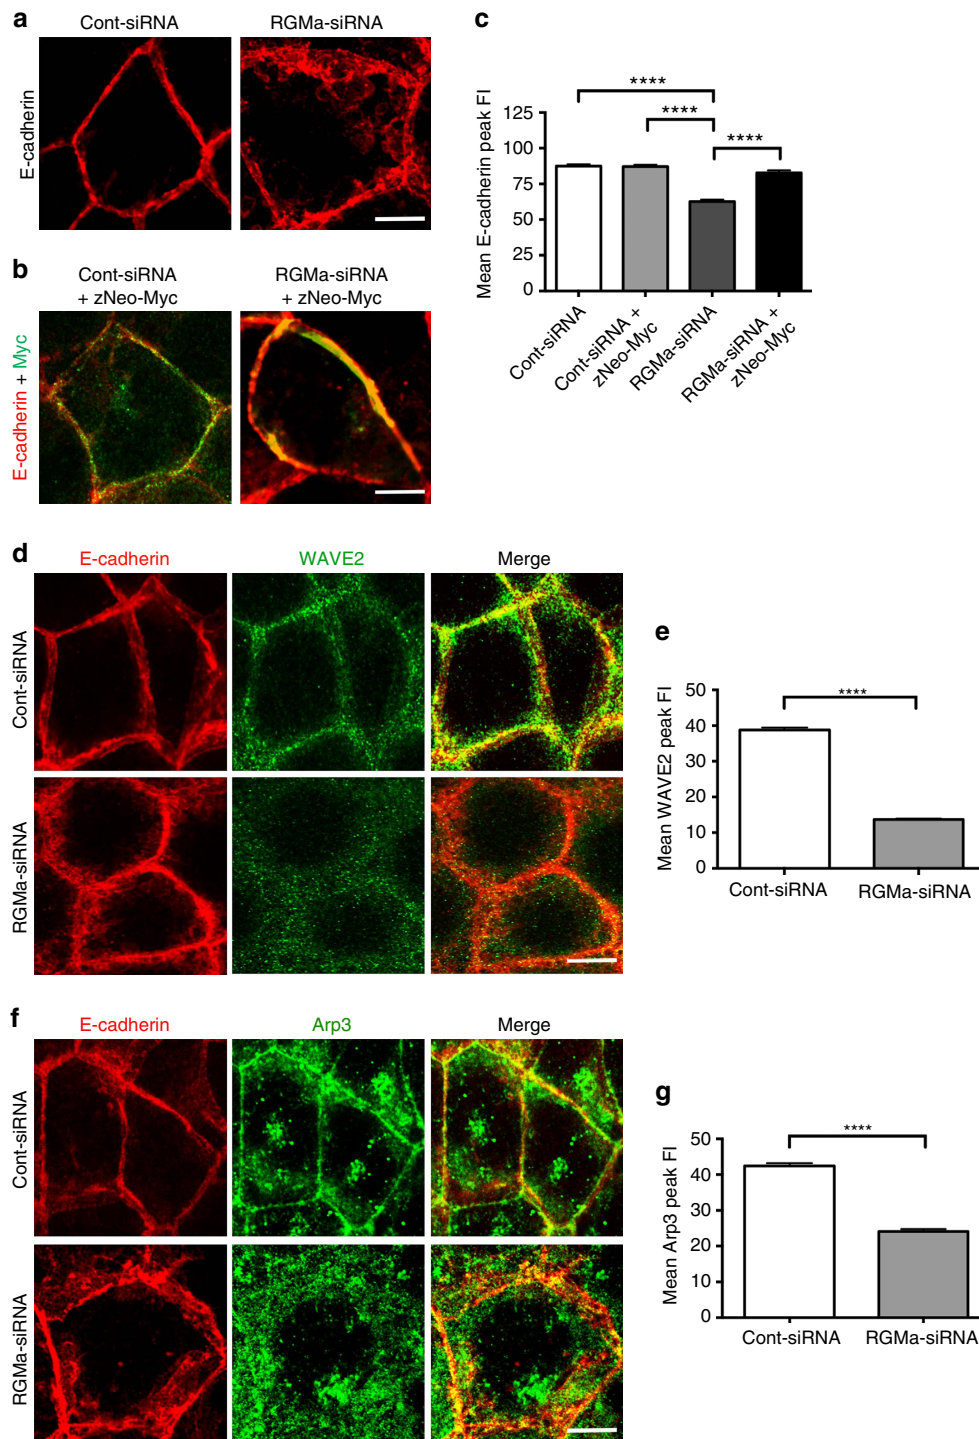 a
Cont-siRNA
RGMa-siRNA
E-cadherin
b
Cont-siRNA
+ zNeo-Myc
RGMa-siRNA
+ zNeo-Myc
E-cadherin + Myc
c
Mean E-cadherin peak FI
125
100
75
50
25
0
****
****
****
Cont-siRNA
Cont-siRNA +
zNeo-Myc
RGMa-siRNA
RGMa-siRNA +
zNeo-Myc
d
E-cadherin
WAVE2
Merge
Cont-siRNA
RGMa-siRNA
e
Mean WAVE2 peak FI
50
40
30
20
10
0
****
Cont-siRNA
RGMa-siRNA
f
E-cadherin
Arp3
Merge
Cont-siRNA
RGMa-siRNA
g
Mean Arp3 peak FI
50
40
30
20
10
0
****
Cont-siRNA
RGMa-siRNA